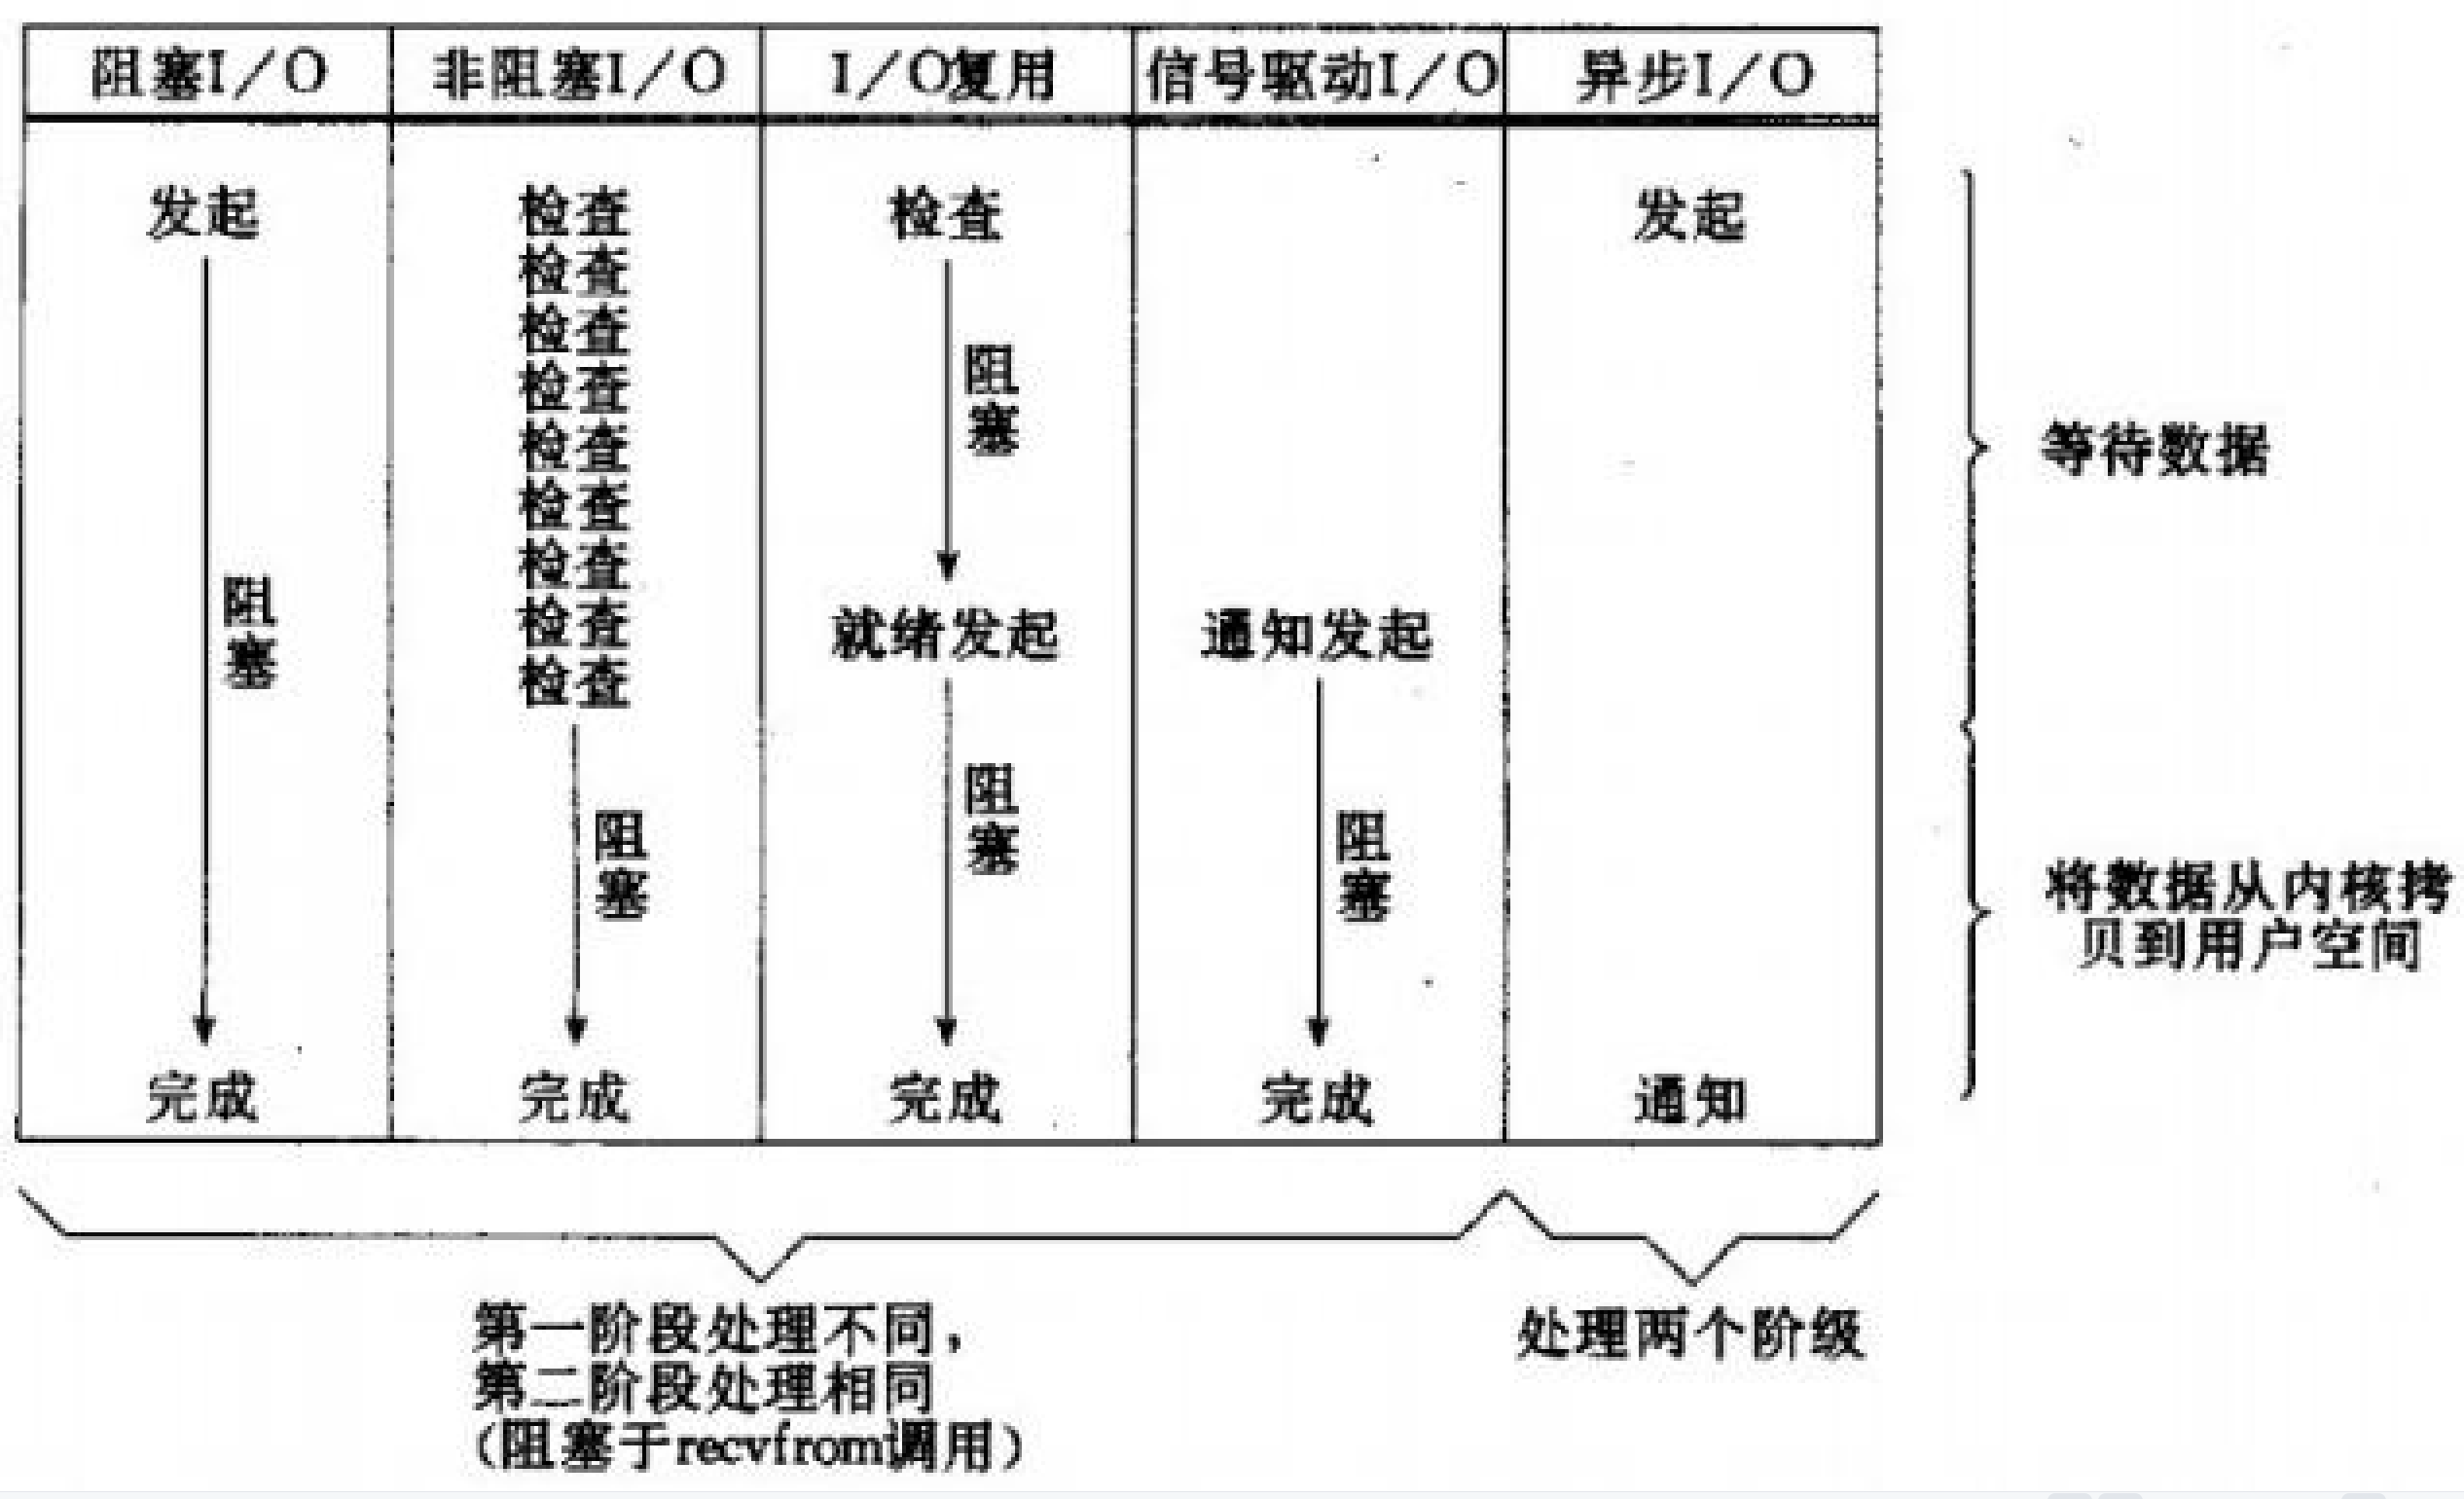 阻塞I/O 非阻塞I/O I/O复用 信号驱动I/O 异步I/O
发起
阻塞
完成
检查
检查
检查
检查
检查
检查
检查
检查
检查
阻塞
完成
检查
阻塞
就绪发起
阻塞
完成
通知发起
阻塞
完成
发起
通知
等待数据
将数据从内核拷
贝到用户空间
第一阶段处理不同，
第二阶段处理相同
（阻塞于recvfrom调用）
处理两个阶级